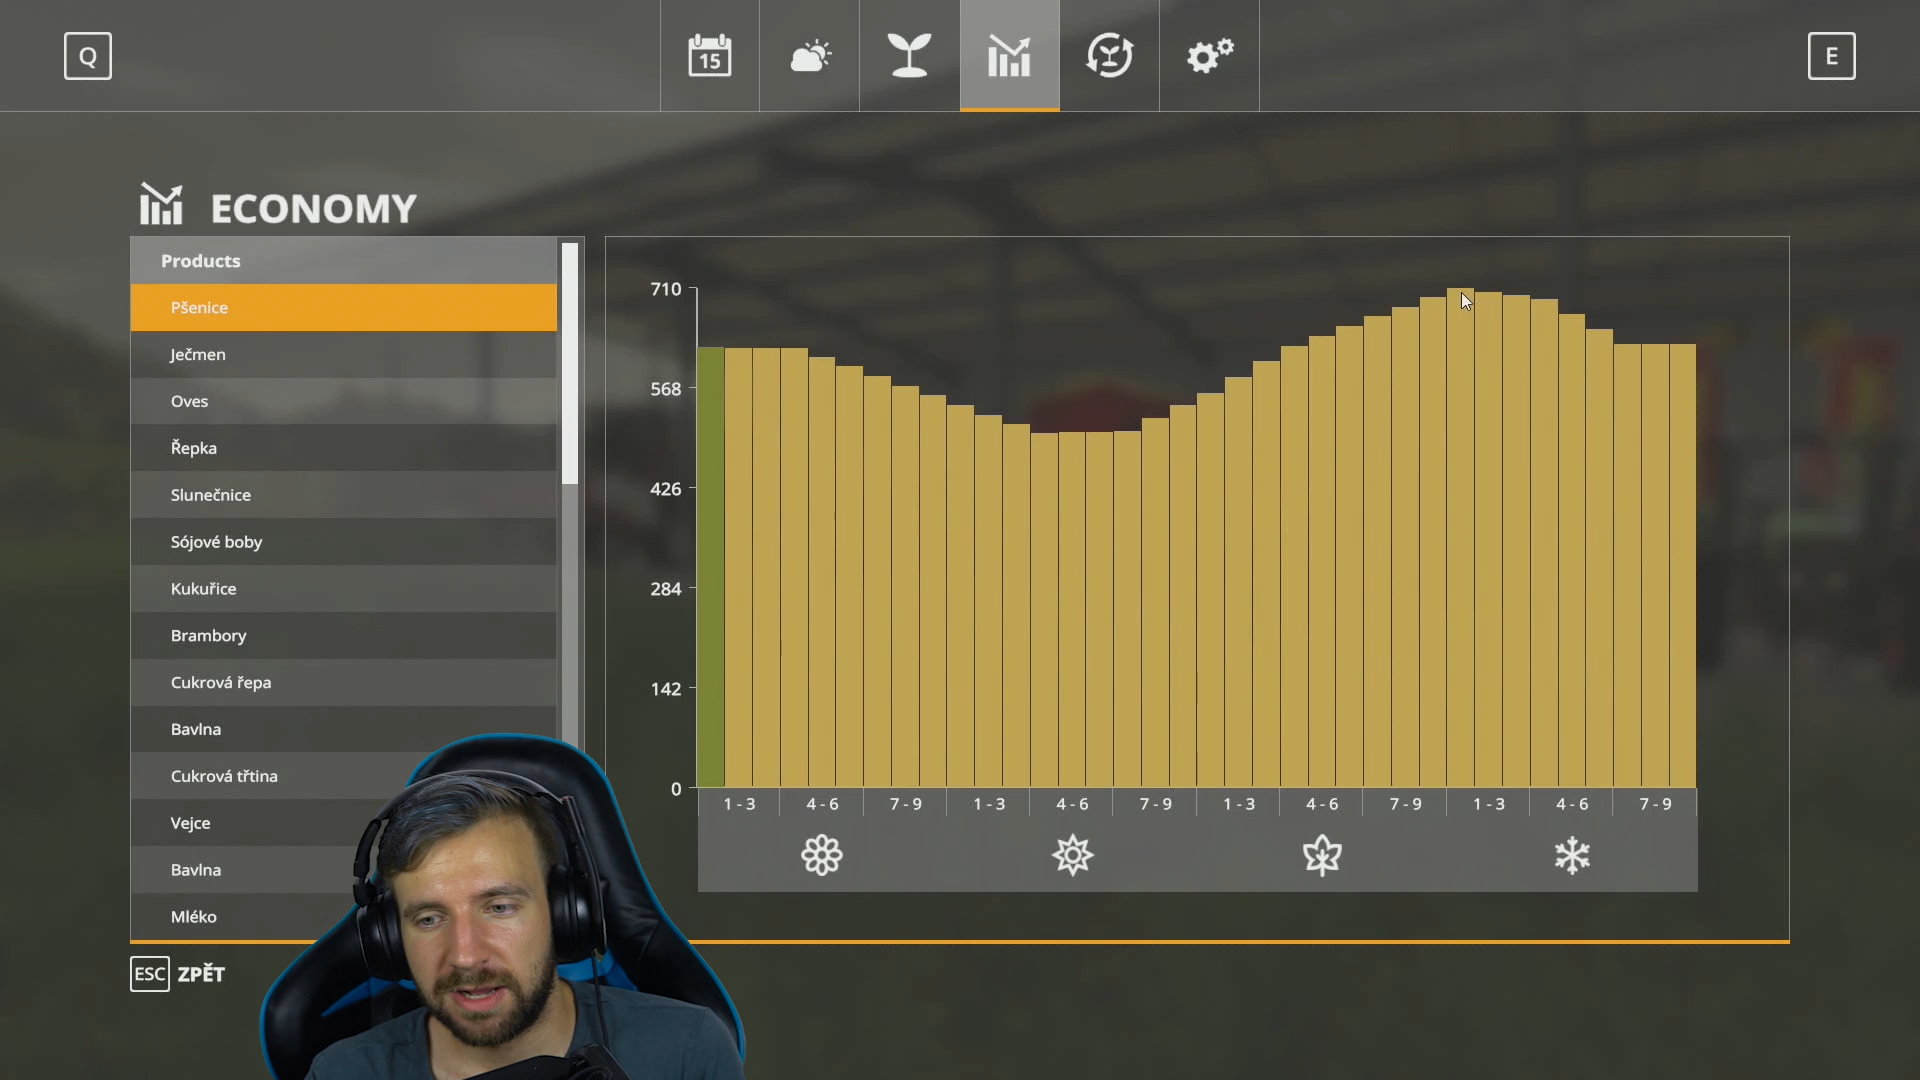 Q
15
E
ECONOMY
Products
Pšenice
Ječmen
Oves
Řepka
Slunečnice
Sójové boby
Kukuřice
Brambory
Cukrová řepa
Bavlna
Cukrová třtina
Vejce
Bavlna
Mléko
710
568
426
284
142
0
1 - 3 4 - 6 7 - 9 1 - 3 4 - 6 7 - 9 1 - 3 4 - 6 7 - 9 1 - 3 4 - 6 7 - 9
ESC ZPĚT